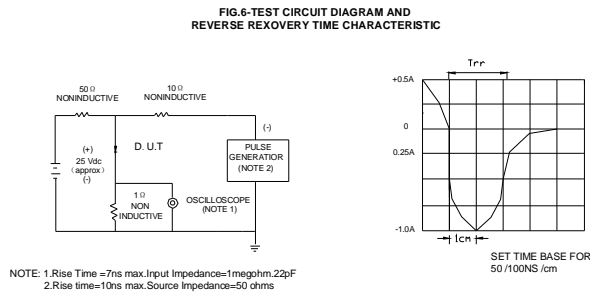 FIG.6-TEST CIRCUIT DIAGRAM AND
REVERSE REXOVERY TIME CHARACTERISTIC
50 Ω
NONINDUCTIVE
10 Ω
NONINDUCTIVE
(+)
25 Vdc
(approx)
(-)
D. U.T
1 Ω
NON
INDUCTIVE
OSCILLOSCOPE
(NOTE 1)
(-)
PULSE
GENERATIOR
(NOTE 2)
Trr
+0.5A
0
0.25A
-1.0A
1cm
SET TIME BASE FOR
50 /100NS /cm
NOTE: 1.Rise Time =7ns max.Input Impedance=1megohm.22pF
2.Rise time=10ns max.Source Impedance=50 ohms